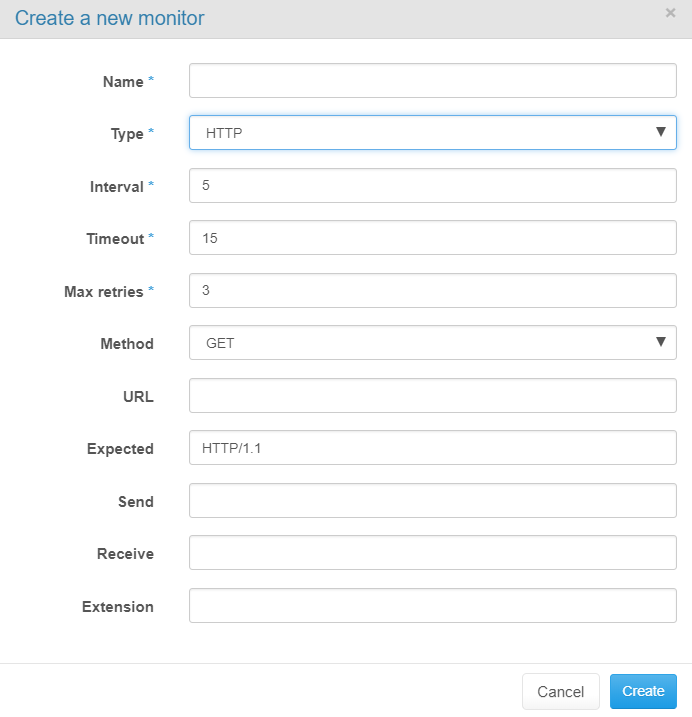 Create a new monitor ×
Name *
Type * HTTP ▼
Interval * 5
Timeout * 15
Max retries * 3
Method GET ▼
URL
Expected HTTP/1.1
Send
Receive
Extension
Cancel Create